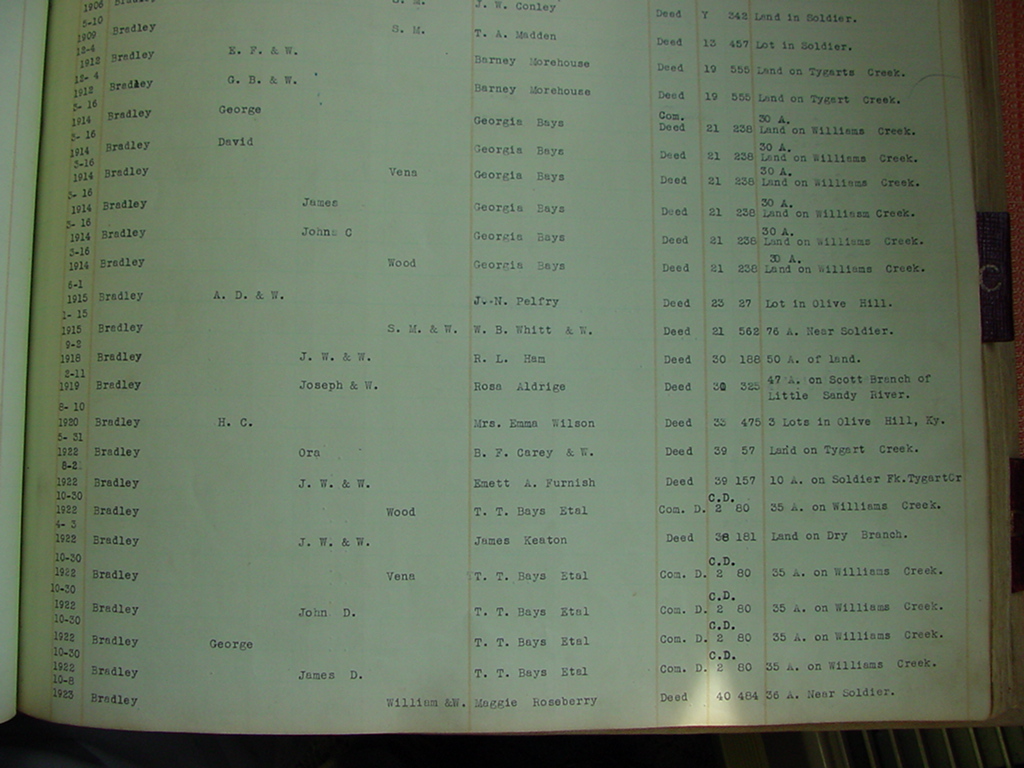 1906 Bradley S. M. J. W. Conley Deed Y 342 Land in Soldier.
5-10
1909 Bradley S. M. T. A. Madden Deed 13 457 Lot in Soldier.
12-4
1912 Bradley E. F. & W. Barney Morehouse Deed 19 555 Land on Tygarts Creek.
12-4
1912 Bradley G. B. & W. Barney Morehouse Deed 19 555 Land on Tygart Creek.
3-16 Com. 30 A.
1914 Bradley George Georgia Bays Deed 21 238 Land on Williams Creek.
3-16 30 A.
1914 Bradley David Georgia Bays Deed 21 238 Land on Williams Creek.
3-16 30 A.
1914 Bradley Vena Georgia Bays Deed 21 238 Land on Williams Creek.
3-16 30 A.
1914 Bradley James Georgia Bays Deed 21 238 Land on William Creek.
3-16 30 A.
1914 Bradley John C Georgia Bays Deed 21 238 Land on Williams Creek.
3-16 30 A.
1914 Bradley Wood Georgia Bays Deed 21 238 Land on Williams Creek.
6-1
1915 Bradley A. D. & W. J. N. Pelfry Deed 23 27 Lot in Olive Hill.
1-15
1915 Bradley S. M. & W. W. B. Whitt & W. Deed 21 562 76 A. Near Soldier.
9-2
1918 Bradley J. W. & W. R. L. Ham Deed 30 188 50 A. of land.
2-11
1919 Bradley Joseph & W. Rosa Aldrige Deed 325 47 A. on Scott Branch of
Little Sandy River.
8-10
1920 Bradley H. C. Mrs. Emma Wilson Deed 33 475 3 Lots in Olive Hill, Ky.
5-31
1922 Bradley Ora B. F. Carey & W. Deed 39 57 Land on Tygart Creek.
8-2
1922 Bradley J. W. & W. Emett A. Furnish Deed 39 157 10 A. on Soldier Fk. Tygart Cr
10-30 C.D.
1922 Bradley Wood T. T. Bays Etal Com. D. 2 80 35 A. on Williams Creek.
4-3
1922 Bradley J. W. & W. James Keaton Deed 181 Land on Dry Branch.
10-30 C.D.
1922 Bradley Vena T. T. Bays Etal Com. D. 2 80 35 A. on Williams Creek.
10-30 C.D.
1922 Bradley John D. T. T. Bays Etal Com. D. 2 80 35 A. on Williams Creek.
10-30 C.D.
1922 Bradley George T. T. Bays Etal Com. D. 2 80 35 A. on Williams Creek.
10-30 C.D.
1922 Bradley James D. T. T. Bays Etal Com. D. 2 80 35 A. on Williams Creek.
10-8
1923 Bradley William &W. Maggie Roseberry Deed 40 484 36 A. Near Soldier.
C